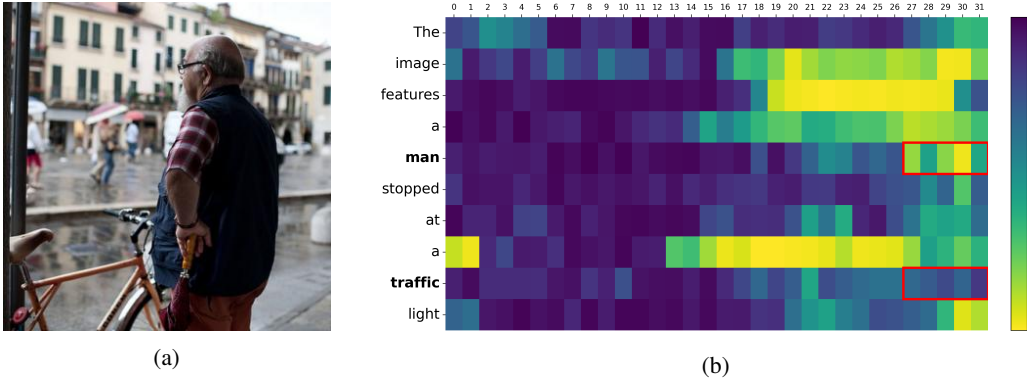 0 1 2 3 4 5 6 7 8 9 10 11 12 13 14 15 16 17 18 19 20 21 22 23 24 25 26 27 28 29 30 31
The
image
features
a
man
stopped
at
a
traffic
light
(a)
(b)